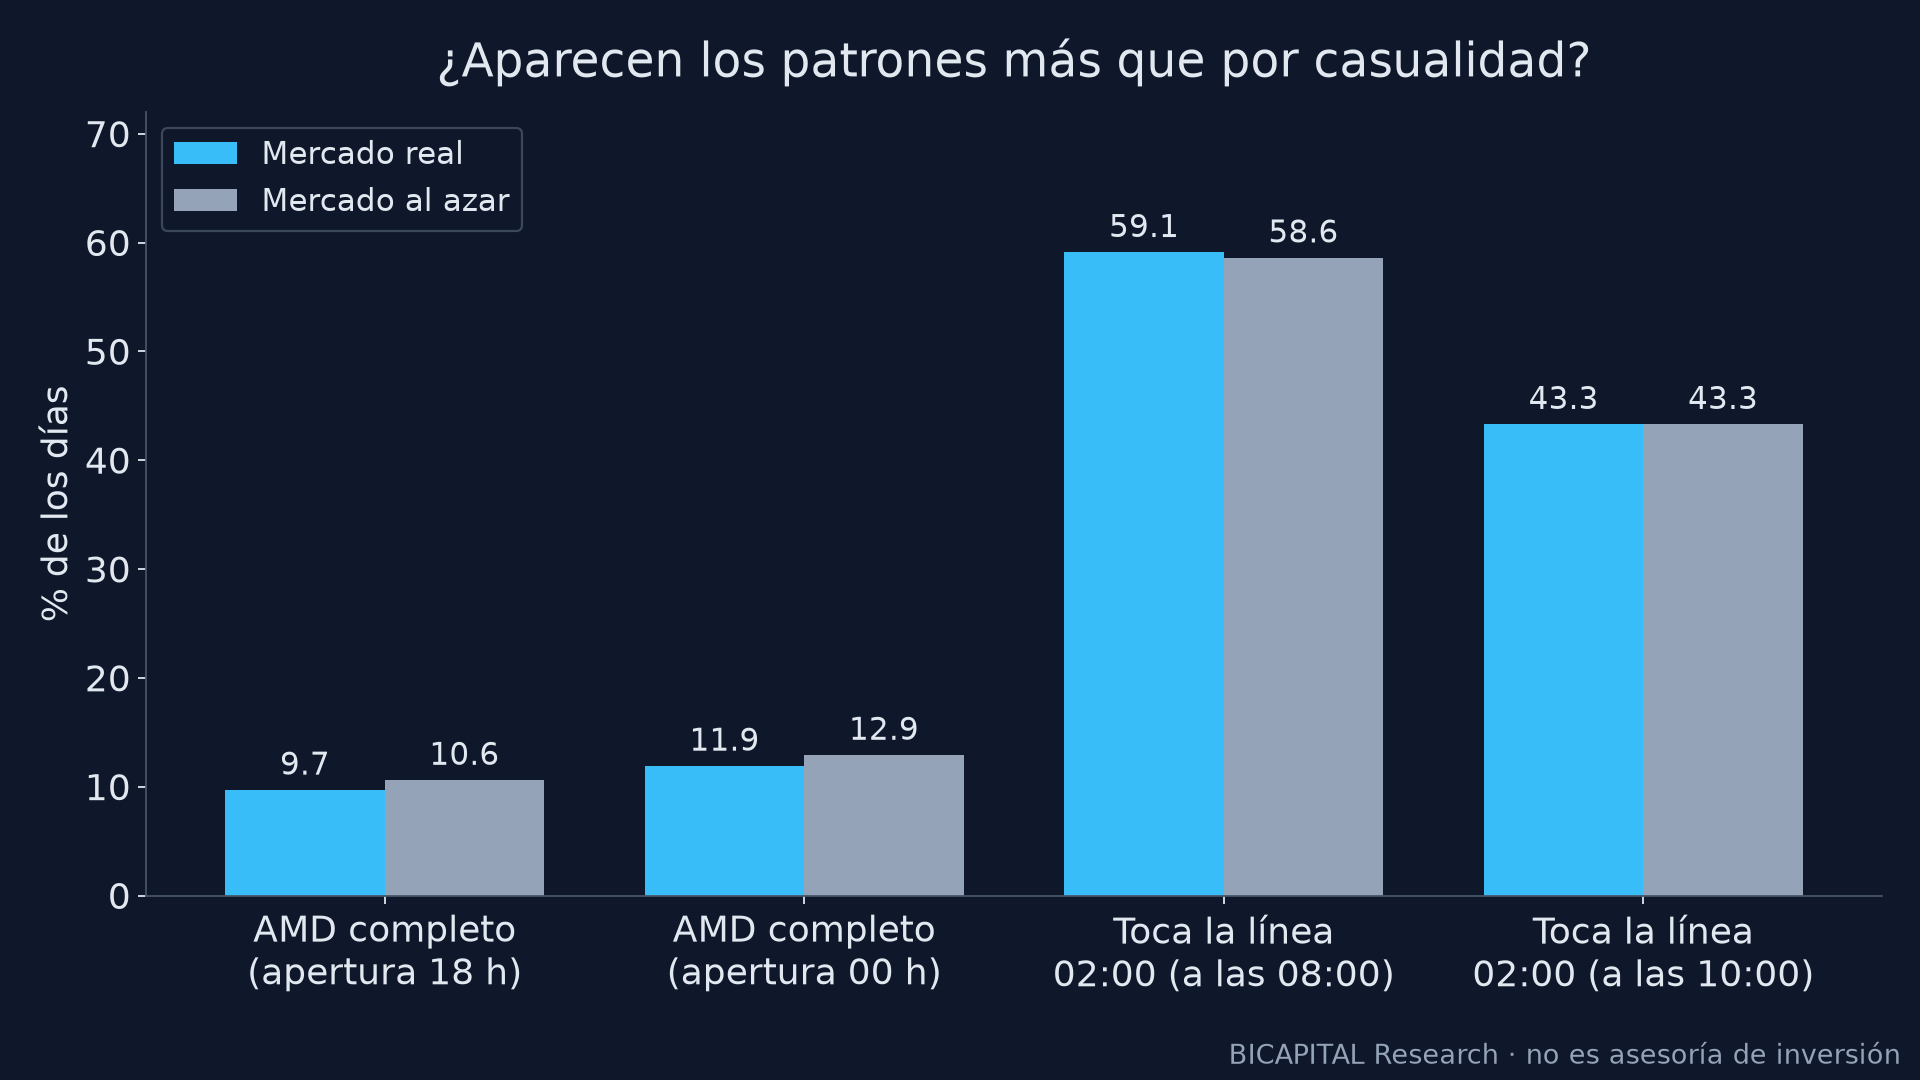 ¿Aparecen los patrones más que por casualidad?
Mercado real
Mercado al azar
% de los días
70
60
50
40
30
20
10
0
9.7
10.6
11.9
12.9
59.1
58.6
43.3
43.3
AMD completo
(apertura 18 h)
AMD completo
(apertura 00 h)
Toca la línea
02:00 (a las 08:00)
Toca la línea
02:00 (a las 10:00)
BICAPITAL Research · no es asesoría de inversión